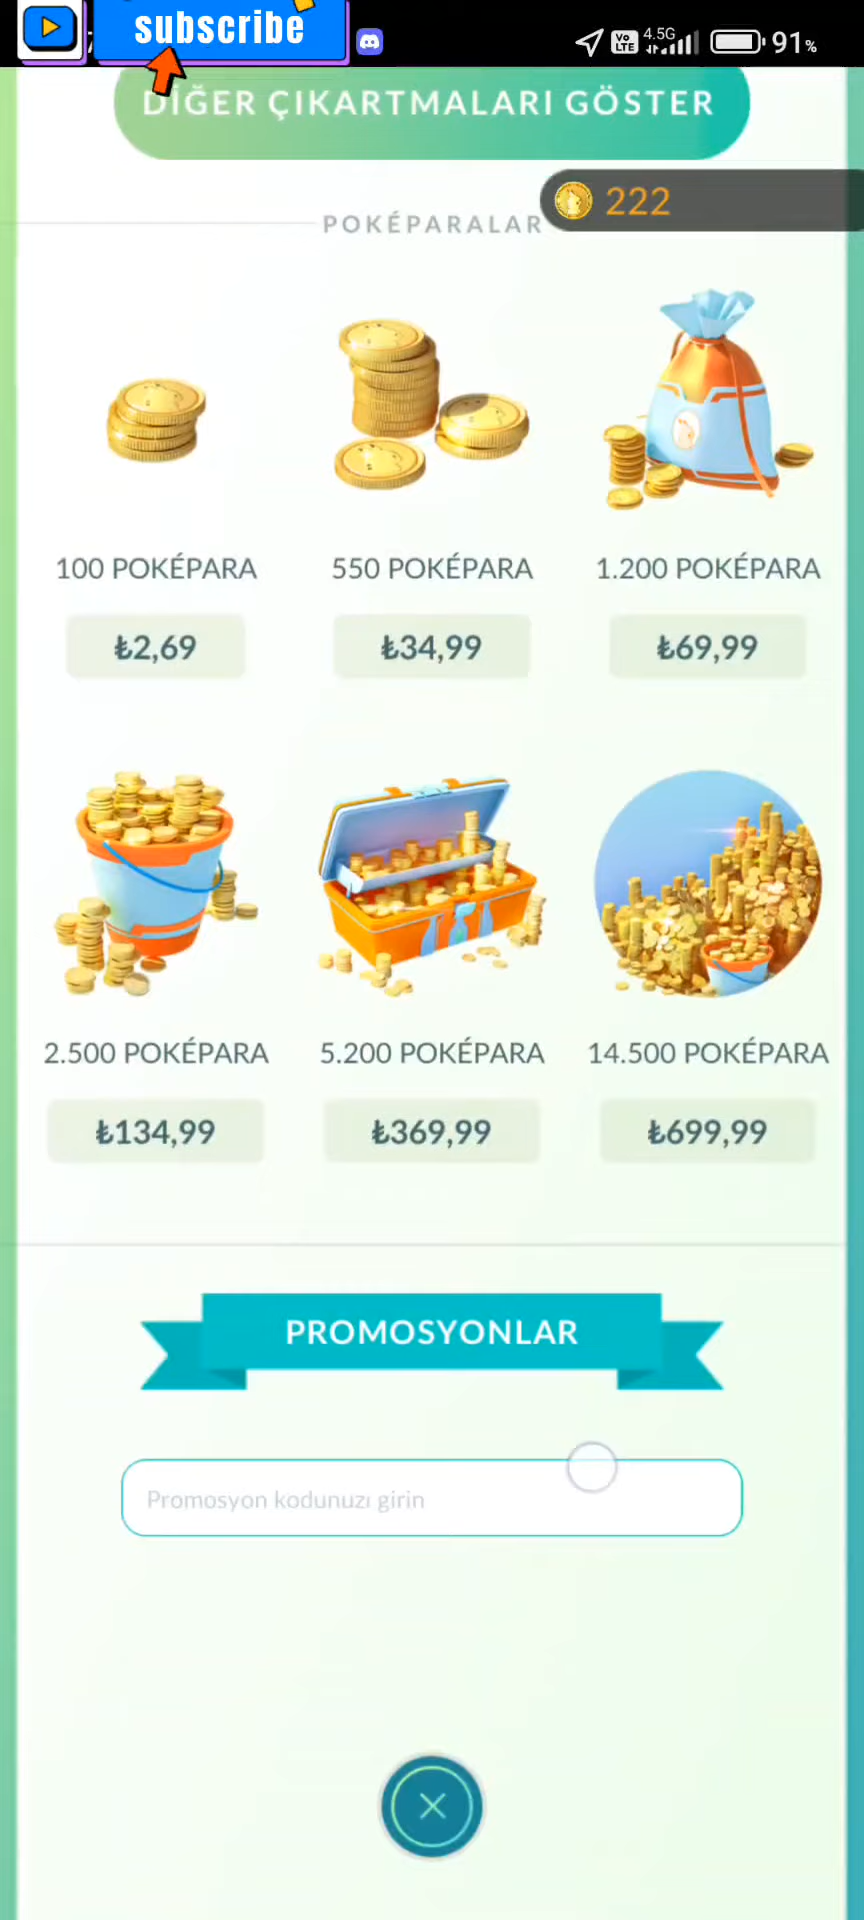 subscribe
4.5G
Vo LTE
91%
DİĞER ÇIKARTMALARI GÖSTER
222
POKÉPARALAR
100 POKÉPARA
550 POKÉPARA
1.200 POKÉPARA
₺2,69
₺34,99
₺69,99
2.500 POKÉPARA
5.200 POKÉPARA
14.500 POKÉPARA
₺134,99
₺369,99
₺699,99
PROMOSYONLAR
Promosyon kodunuzı girin